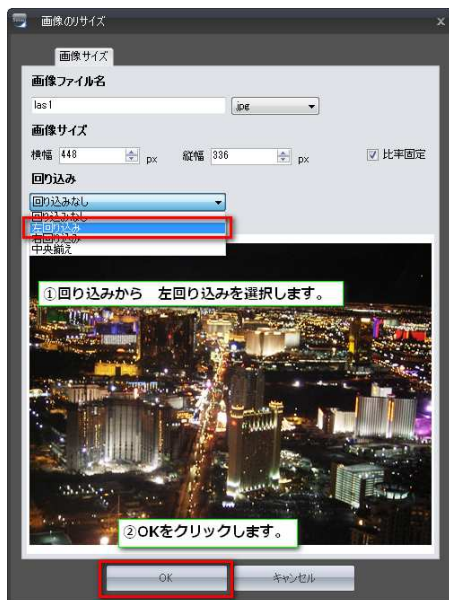 画像のリサイズ x
画像サイズ
画像ファイル名
las1 .jpg
画像サイズ
横幅 448 px 縦幅 336 px 比率固定
回り込み
回り込みなし
回り込みなし
左回り込み
右回り込み
中央揃え
①回り込みから 左回り込みを選択します。
②OKをクリックします。
OK キャンセル